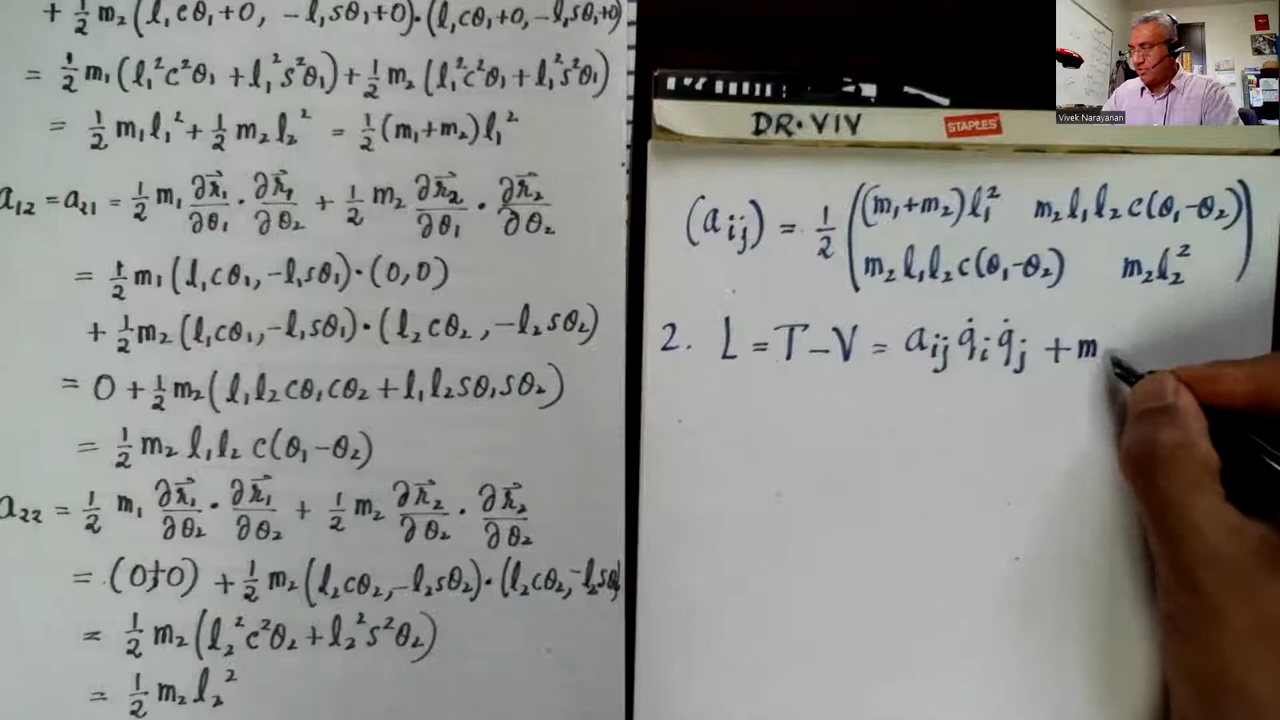 + 1/2 m₂(l₁cθ₁+0, −l₁sθ₁+0)·(l₁cθ₁+0, −l₁sθ₁+0)
= 1/2 m₁(l₁²c²θ₁ + l₁²s²θ₁) + 1/2 m₂(l₁²c²θ₁ + l₁²s²θ₁)
= 1/2 m₁l₁² + 1/2 m₂l₂² = 1/2(m₁+m₂)l₁²
a₁₂ = a₂₁ = 1/2 m₁ ∂r⃗₁/∂θ₁ · ∂r⃗₁/∂θ₂ + 1/2 m₂ ∂r⃗₂/∂θ₁ · ∂r⃗₂/∂θ₂
= 1/2 m₁(l₁cθ₁, −l₁sθ₁)·(0,0)
+ 1/2 m₂(l₁cθ₁, −l₁sθ₁)·(l₂cθ₂, −l₂sθ₂)
= 0 + 1/2 m₂(l₁l₂cθ₁cθ₂ + l₁l₂sθ₁sθ₂)
= 1/2 m₂ l₁l₂ c(θ₁−θ₂)
a₂₂ = 1/2 m₁ ∂r⃗₁/∂θ₂ · ∂r⃗₁/∂θ₂ + 1/2 m₂ ∂r⃗₂/∂θ₂ · ∂r⃗₂/∂θ₂
= (0+0) + 1/2 m₂(l₂cθ₂, −l₂sθ₂)·(l₂cθ₂, −l₂sθ
= 1/2 m₂(l₂²c²θ₂ + l₂²s²θ₂)
= 1/2 m₂l₂²
Vivek Narayanan
DR. VIV STAPLES
(aᵢⱼ) = 1/2 ( (m₁+m₂)l₁² m₂l₁l₂c(θ₁−θ₂)
m₂l₁l₂c(θ₁−θ₂) m₂l₂² )
2. L = T − V = aᵢⱼ q̇ᵢ q̇ⱼ + m